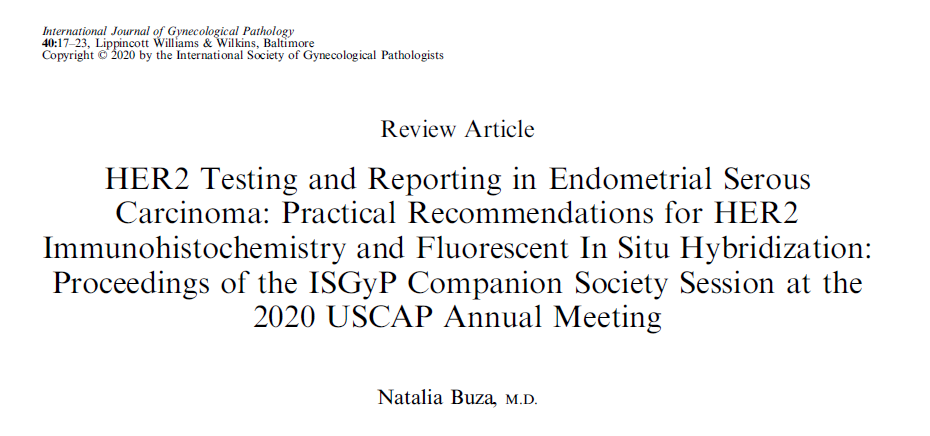 International Journal of Gynecological Pathology
40:17–23, Lippincott Williams & Wilkins, Baltimore
Copyright © 2020 by the International Society of Gynecological Pathologists
Review Article
HER2 Testing and Reporting in Endometrial Serous
Carcinoma: Practical Recommendations for HER2
Immunohistochemistry and Fluorescent In Situ Hybridization:
Proceedings of the ISGyP Companion Society Session at the
2020 USCAP Annual Meeting
Natalia Buza, M.D.